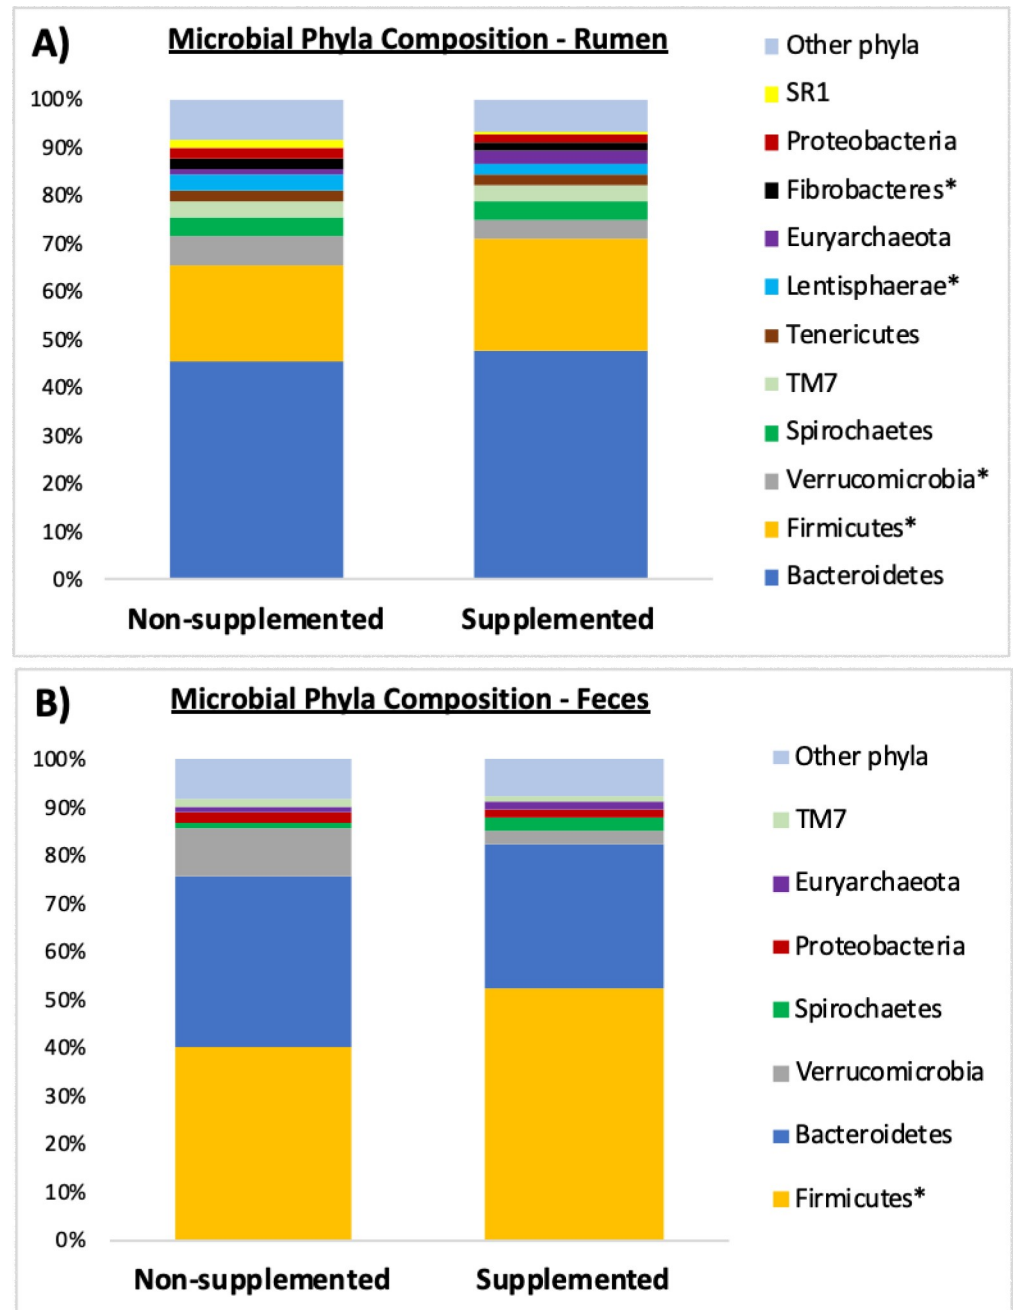 A)
Microbial Phyla Composition - Rumen
100%
90%
80%
70%
60%
50%
40%
30%
20%
10%
0%
Non-supplemented
Supplemented
Other phyla
SR1
Proteobacteria
Fibrobacteres*
Euryarchaeota
Lentisphaerae*
Tenericutes
TM7
Spirochaetes
Verrucomicrobia*
Firmicutes*
Bacteroidetes
B)
Microbial Phyla Composition - Feces
100%
90%
80%
70%
60%
50%
40%
30%
20%
10%
0%
Non-supplemented
Supplemented
Other phyla
TM7
Euryarchaeota
Proteobacteria
Spirochaetes
Verrucomicrobia
Bacteroidetes
Firmicutes*